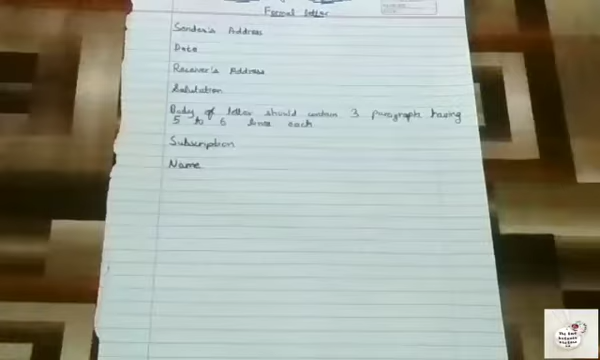 Formal letter
Sender's Address
Date
Receiver's Address
Salutation
Body of letter should contain 3 paragraph having
5 to 6 lines each
Subscription
Name